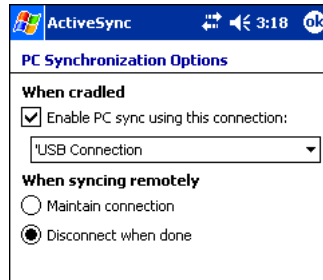 ActiveSync 3:18 ok
PC Synchronization Options
When cradled
Enable PC sync using this connection:
'USB Connection
When syncing remotely
Maintain connection
Disconnect when done